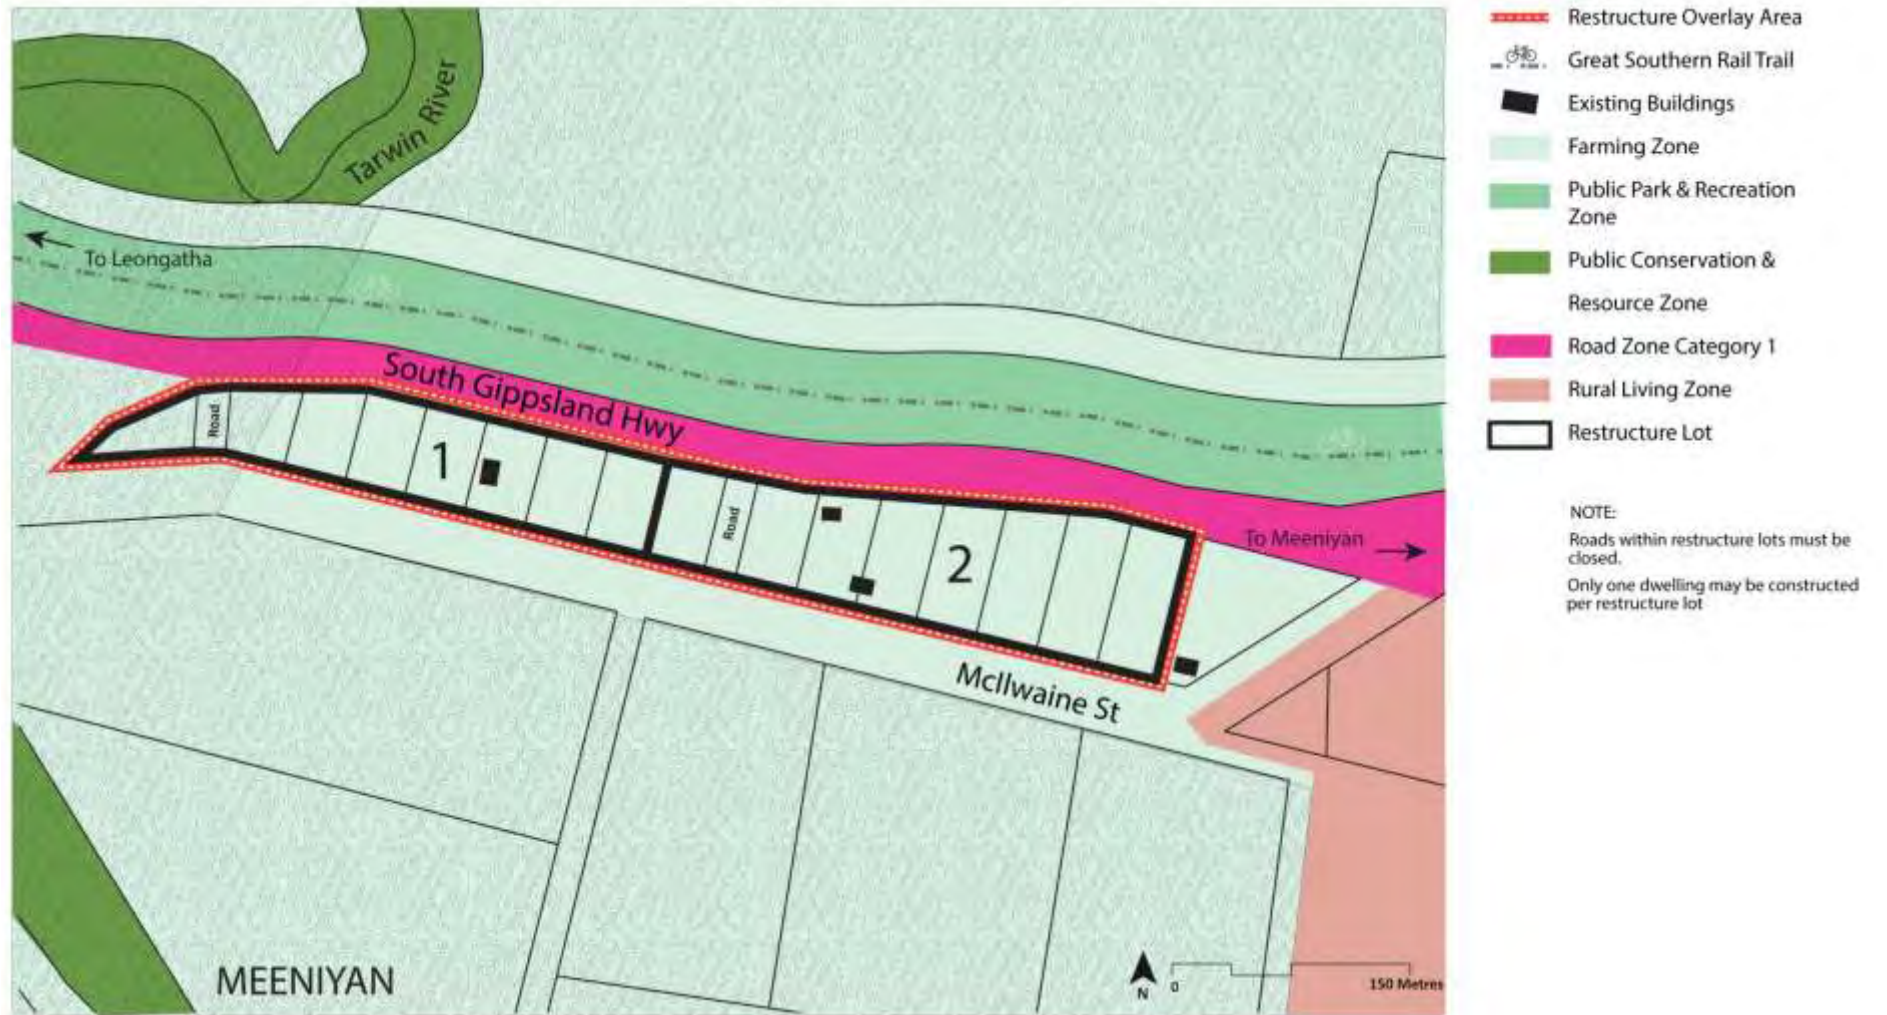 Tarwin River
To Leongatha
South Gippsland Hwy
Road
1
Road
2
To Meeniyan
McIlwaine St
MEENIYAN
N
0
150 Metres
Restructure Overlay Area
Great Southern Rail Trail
Existing Buildings
Farming Zone
Public Park & Recreation
Zone
Public Conservation &
Resource Zone
Road Zone Category 1
Rural Living Zone
Restructure Lot
NOTE:
Roads within restructure lots must be
closed.
Only one dwelling may be constructed
per restructure lot